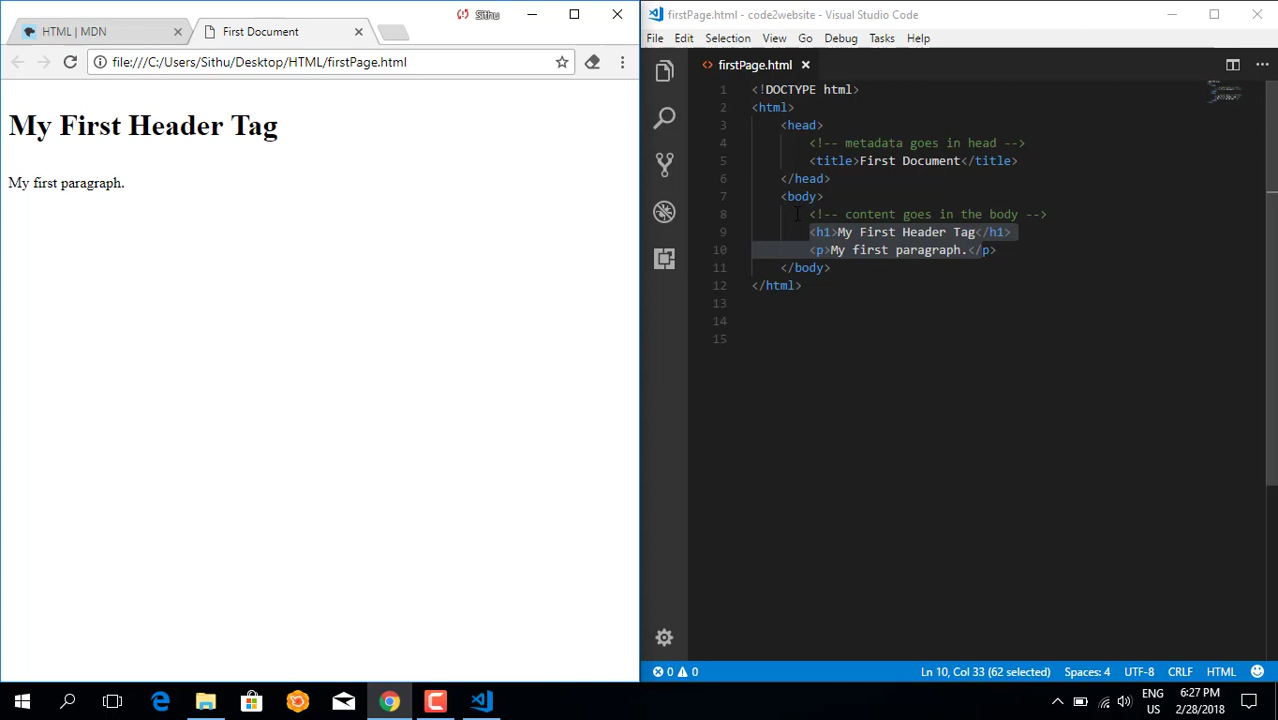 HTML | MDN
First Document
Sithu
file:///C:/Users/Sithu/Desktop/HTML/firstPage.html
My First Header Tag
My first paragraph.
firstPage.html - code2website - Visual Studio Code
File Edit Selection View Go Debug Tasks Help
firstPage.html
1 <!DOCTYPE html>
2 <html>
3 <head>
4 <!-- metadata goes in head -->
5 <title>First Document</title>
6 </head>
7 <body>
8 <!-- content goes in the body -->
9 <h1>My First Header Tag</h1>
10 <p>My first paragraph.</p>
11 </body>
12 </html>
13
14
15
0 0 Ln 10, Col 33 (62 selected) Spaces: 4 UTF-8 CRLF HTML
ENG
US
6:27 PM
2/28/2018